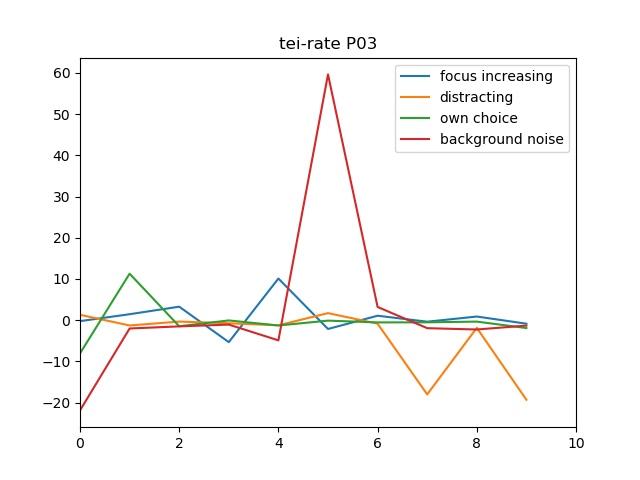 tei-rate P03
focus increasing
distracting
own choice
background noise
60
50
40
30
20
10
0
−10
−20
0 2 4 6 8 10